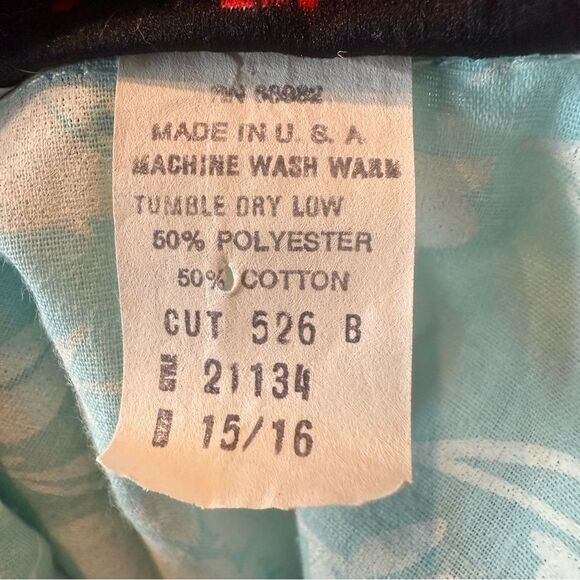 MADE IN U. S. A
MACHINE WASH WARM
TUMBLE DRY LOW
50% POLYESTER
50% COTTON
CUT 526 B
21134
15/16